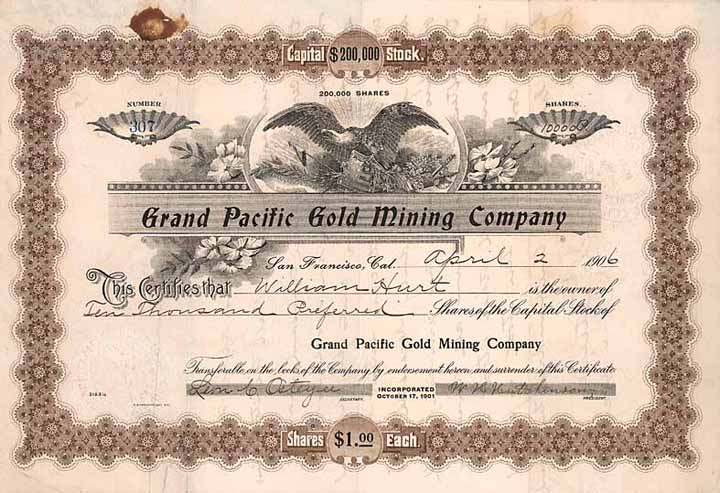 Capital $200,000 Stock.
200,000 SHARES
NUMBER
307
SHARES
10000
Grand Pacific Gold Mining Company
San Francisco, Cal. April 2 1906
This Certifies that William Hurt is the owner of
Ten Thousand Preferred Shares of the Capital Stock of
Grand Pacific Gold Mining Company
Transferable on the books of the Company by endorsement hereon and surrender of this Certificate
INCORPORATED
OCTOBER 17, 1901
SECRETARY.
PRESIDENT.
Shares $1.00 Each.